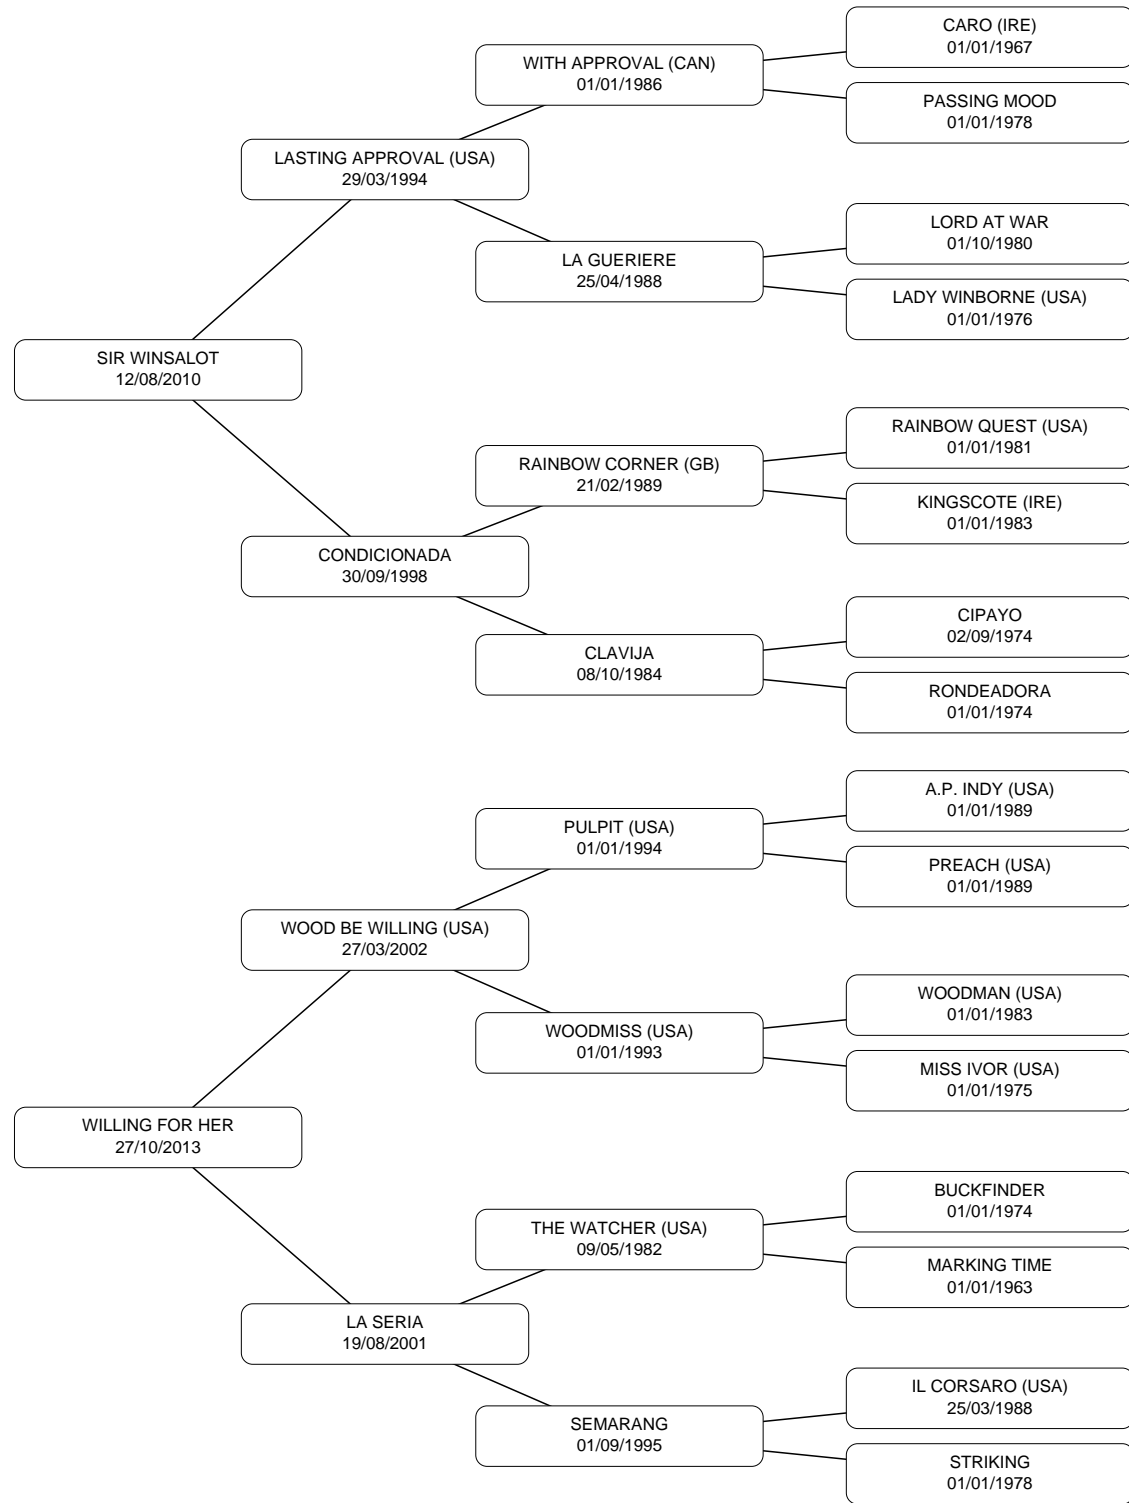 CARO (IRE)
01/01/1967
WITH APPROVAL (CAN)
01/01/1986
PASSING MOOD
01/01/1978
LASTING APPROVAL (USA)
29/03/1994
LORD AT WAR
01/10/1980
LA GUERIERE
25/04/1988
LADY WINBORNE (USA)
01/01/1976
SIR WINSALOT
12/08/2010
RAINBOW QUEST (USA)
01/01/1981
RAINBOW CORNER (GB)
21/02/1989
KINGSCOTE (IRE)
01/01/1983
CONDICIONADA
30/09/1998
CIPAYO
02/09/1974
CLAVIJA
08/10/1984
RONDEADORA
01/01/1974
A.P. INDY (USA)
01/01/1989
PULPIT (USA)
01/01/1994
PREACH (USA)
01/01/1989
WOOD BE WILLING (USA)
27/03/2002
WOODMAN (USA)
01/01/1983
WOODMISS (USA)
01/01/1993
MISS IVOR (USA)
01/01/1975
WILLING FOR HER
27/10/2013
BUCKFINDER
01/01/1974
THE WATCHER (USA)
09/05/1982
MARKING TIME
01/01/1963
LA SERIA
19/08/2001
IL CORSARO (USA)
25/03/1988
SEMARANG
01/09/1995
STRIKING
01/01/1978